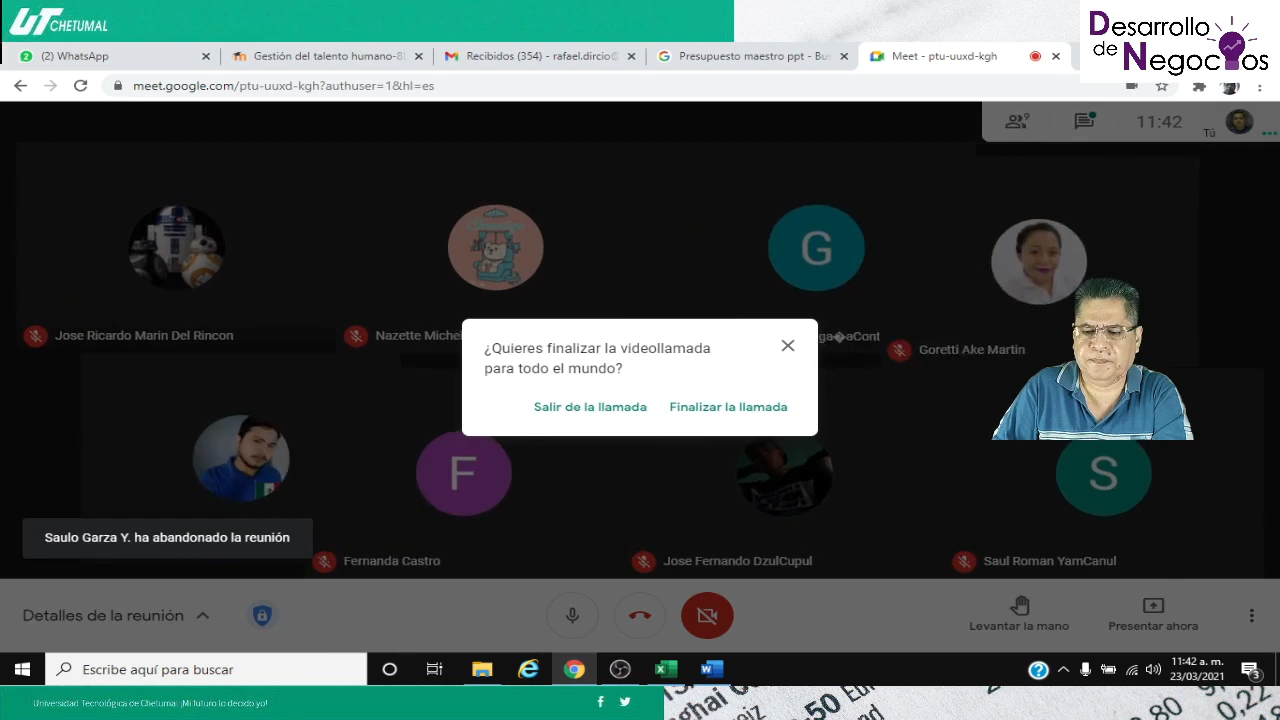 UT CHETUMAL
Desarrollo
de
Negocios
(2) WhatsApp
Gestión del talento humano-8
Recibidos (354) - rafael.dircio@
Presupuesto maestro ppt - Bus
Meet - ptu-uuxd-kgh
meet.google.com/ptu-uuxd-kgh?authuser=1&hl=es
9
11:42
Tú
G
Jose Ricardo Marin Del Rincon
Nazette Michel
ga�aCont
Goretti Ake Martin
¿Quieres finalizar la videollamada
para todo el mundo?
Salir de la llamada
Finalizar la llamada
F
S
Saulo Garza Y. ha abandonado la reunión
Fernanda Castro
Jose Fernando DzulCupul
Saul Roman YamCanul
Detalles de la reunión
Levantar la mano
Presentar ahora
Escribe aquí para buscar
11:42 a. m.
23/03/2021
3
Universidad Tecnológica de Chetumal ¡Mi futuro lo decido yo!